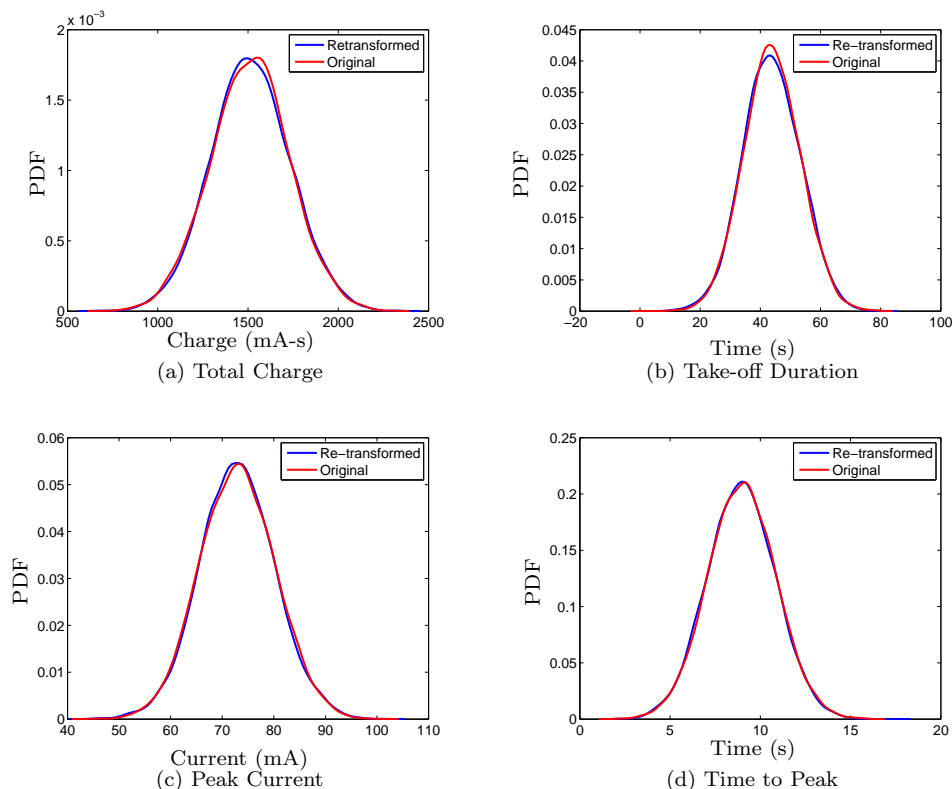 x 10⁻³
2
1.5
1
0.5
0
500
1000
1500
2000
2500
PDF
Charge (mA-s)
Retransformed
Original
(a) Total Charge
0.045
0.04
0.035
0.03
0.025
0.02
0.015
0.01
0.005
0
−20
0
20
40
60
80
100
PDF
Time (s)
Re−transformed
Original
(b) Take-off Duration
0.06
0.05
0.04
0.03
0.02
0.01
0
40
50
60
70
80
90
100
110
PDF
Current (mA)
Re−transformed
Original
(c) Peak Current
0.25
0.20
0.15
0.10
0.05
0
0
5
10
15
20
PDF
Time (s)
Re−transformed
Original
(d) Time to Peak